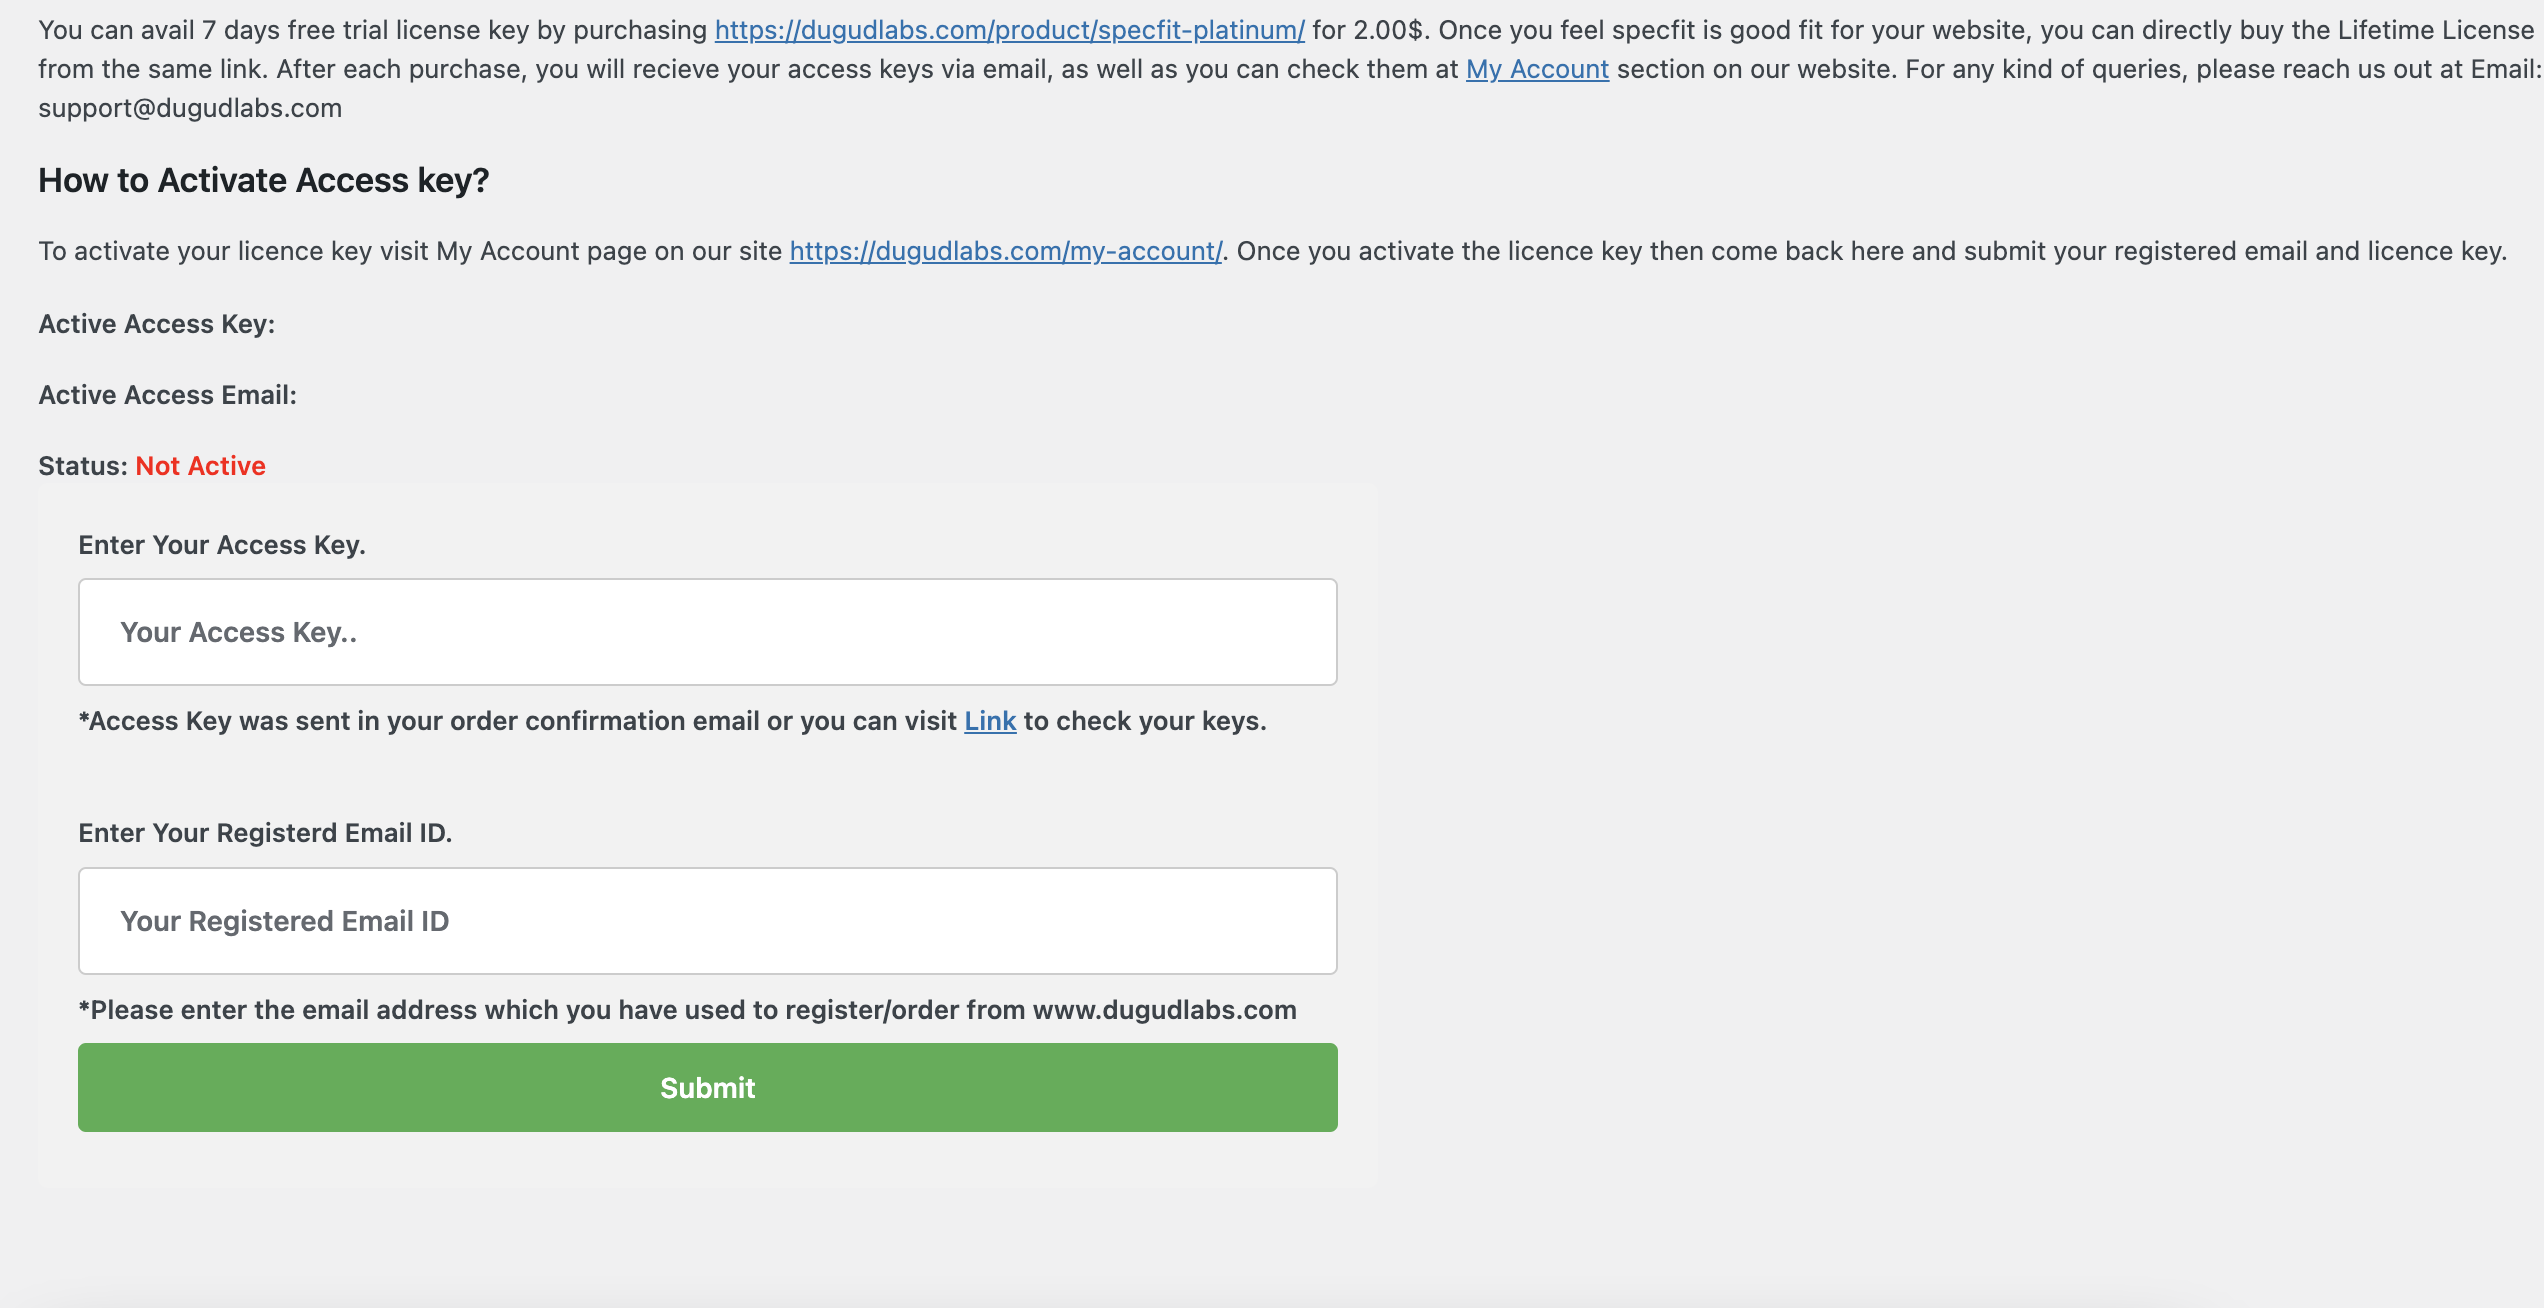 You can avail 7 days free trial license key by purchasing https://dugudlabs.com/product/specfit-platinum/ for 2.00$. Once you feel specfit is good fit for your website, you can directly buy the Lifetime License
from the same link. After each purchase, you will recieve your access keys via email, as well as you can check them at My Account section on our website. For any kind of queries, please reach us out at Email:
support@dugudlabs.com
How to Activate Access key?
To activate your licence key visit My Account page on our site https://dugudlabs.com/my-account/. Once you activate the licence key then come back here and submit your registered email and licence key.
Active Access Key:
Active Access Email:
Status: Not Active
Enter Your Access Key.
Your Access Key..
*Access Key was sent in your order confirmation email or you can visit Link to check your keys.
Enter Your Registerd Email ID.
Your Registered Email ID
*Please enter the email address which you have used to register/order from www.dugudlabs.com
Submit